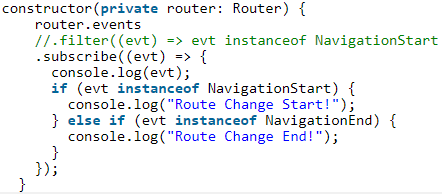 constructor(private router: Router) {
router.events
//.filter((evt) => evt instanceof NavigationStart
.subscribe((evt) => {
console.log(evt);
if (evt instanceof NavigationStart) {
console.log("Route Change Start!");
} else if (evt instanceof NavigationEnd) {
console.log("Route Change End!");
}
});
}